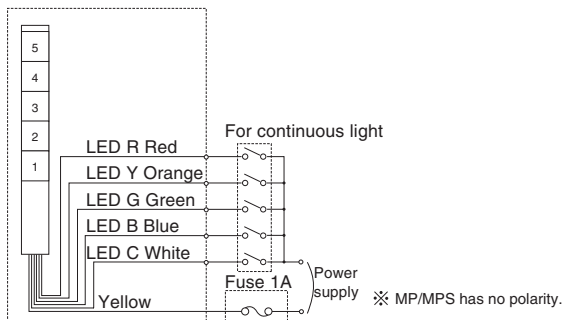 5
4
3
2
1
For continuous light
LED R Red
LED Y Orange
LED G Green
LED B Blue
LED C White
Yellow
Fuse 1A
Power
supply
※ MP/MPS has no polarity.